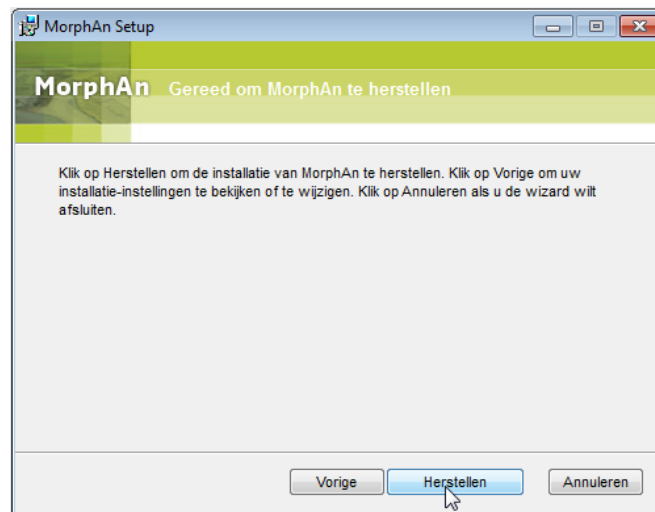 MorphAn Setup
MorphAn Gereed om MorphAn te herstellen
Klik op Herstellen om de installatie van MorphAn te herstellen. Klik op Vorige om uw
installatie-instellingen te bekijken of te wijzigen. Klik op Annuleren als u de wizard wilt
afsluiten.
Vorige Herstellen Annuleren